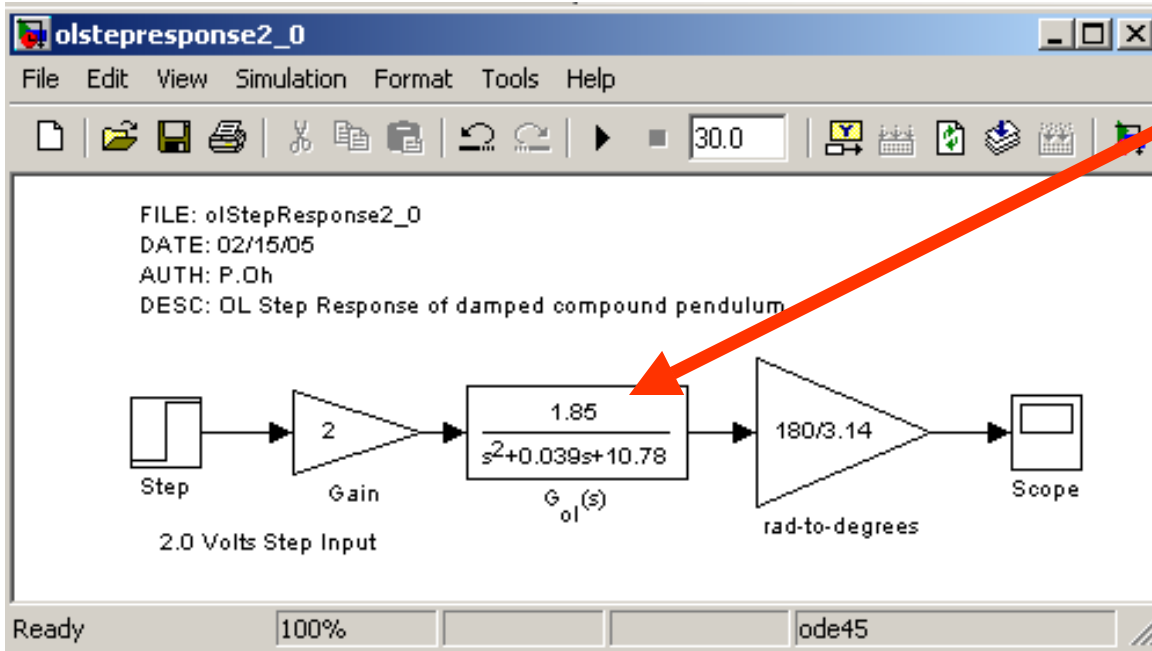 olstepresponse2_0
File Edit View Simulation Format Tools Help
30.0
FILE: olStepResponse2_0
DATE: 02/15/05
AUTH: P.Oh
DESC: OL Step Response of damped compound pendulum
2
1.85
s2+0.039s+10.78
180/3.14
Step
Gain
Gol(s)
rad-to-degrees
Scope
2.0 Volts Step Input
Ready 100% ode45